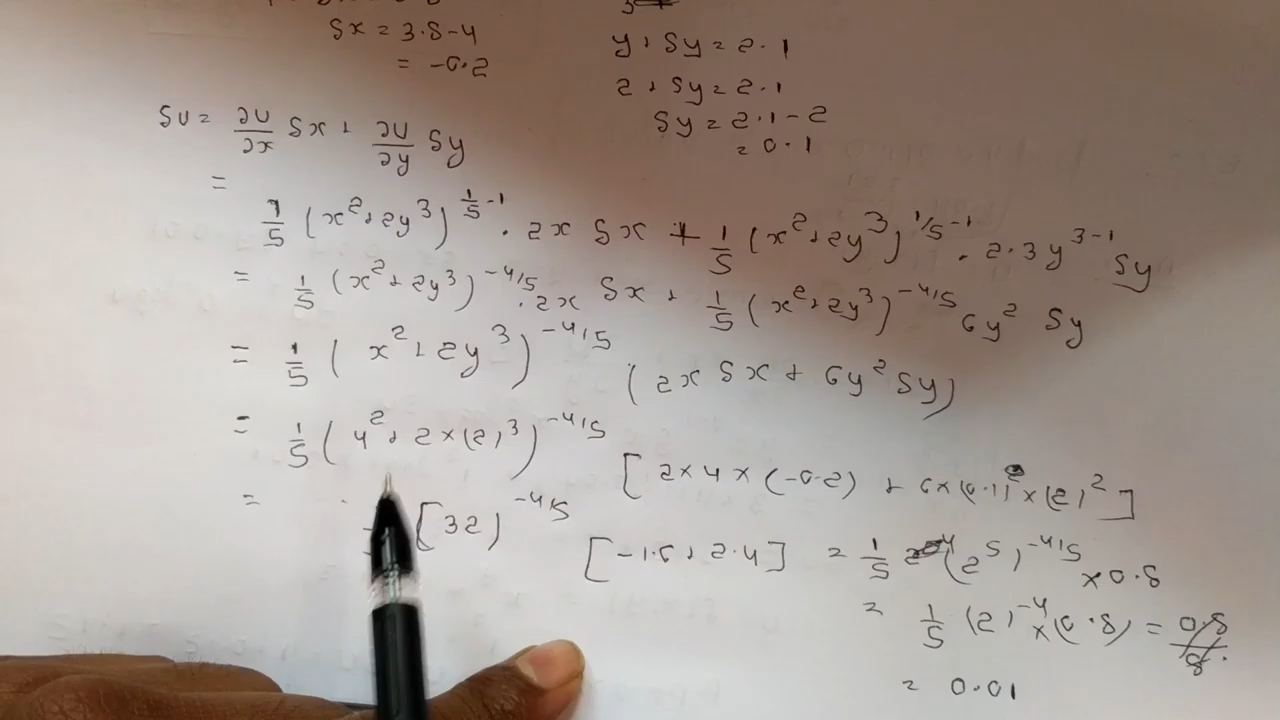 δx = 3.8-4
= -0.2
y + δy = 2.1
2 + δy = 2.1
δy = 2.1 - 2
= 0.1
δu = ∂u/∂x δx + ∂u/∂y δy
=
1/5 (x² + 2y³)^(1/5 -1) . 2x δx + 1/5 (x² + 2y³)^(1/5 -1) . 2.3y^(3-1) δy
= 1/5 (x² + 2y³)^(-4/5) . 2x δx + 1/5 (x² + 2y³)^(-4/5) 6y² δy
= 1/5 (x² + 2y³)^(-4/5) (2x δx + 6y² δy)
= 1/5 (4² + 2×(2)³)^(-4/5) [2×4×(-0.2) + 6×(0.1)×(2)²]
= [32)^(-4/5) [-1.6 + 2.4] = 1/5 (2⁵)^(-4/5) × 0.8
= 1/5 (2)^(-4) × (0.8) = 0.8/8.
= 0.01